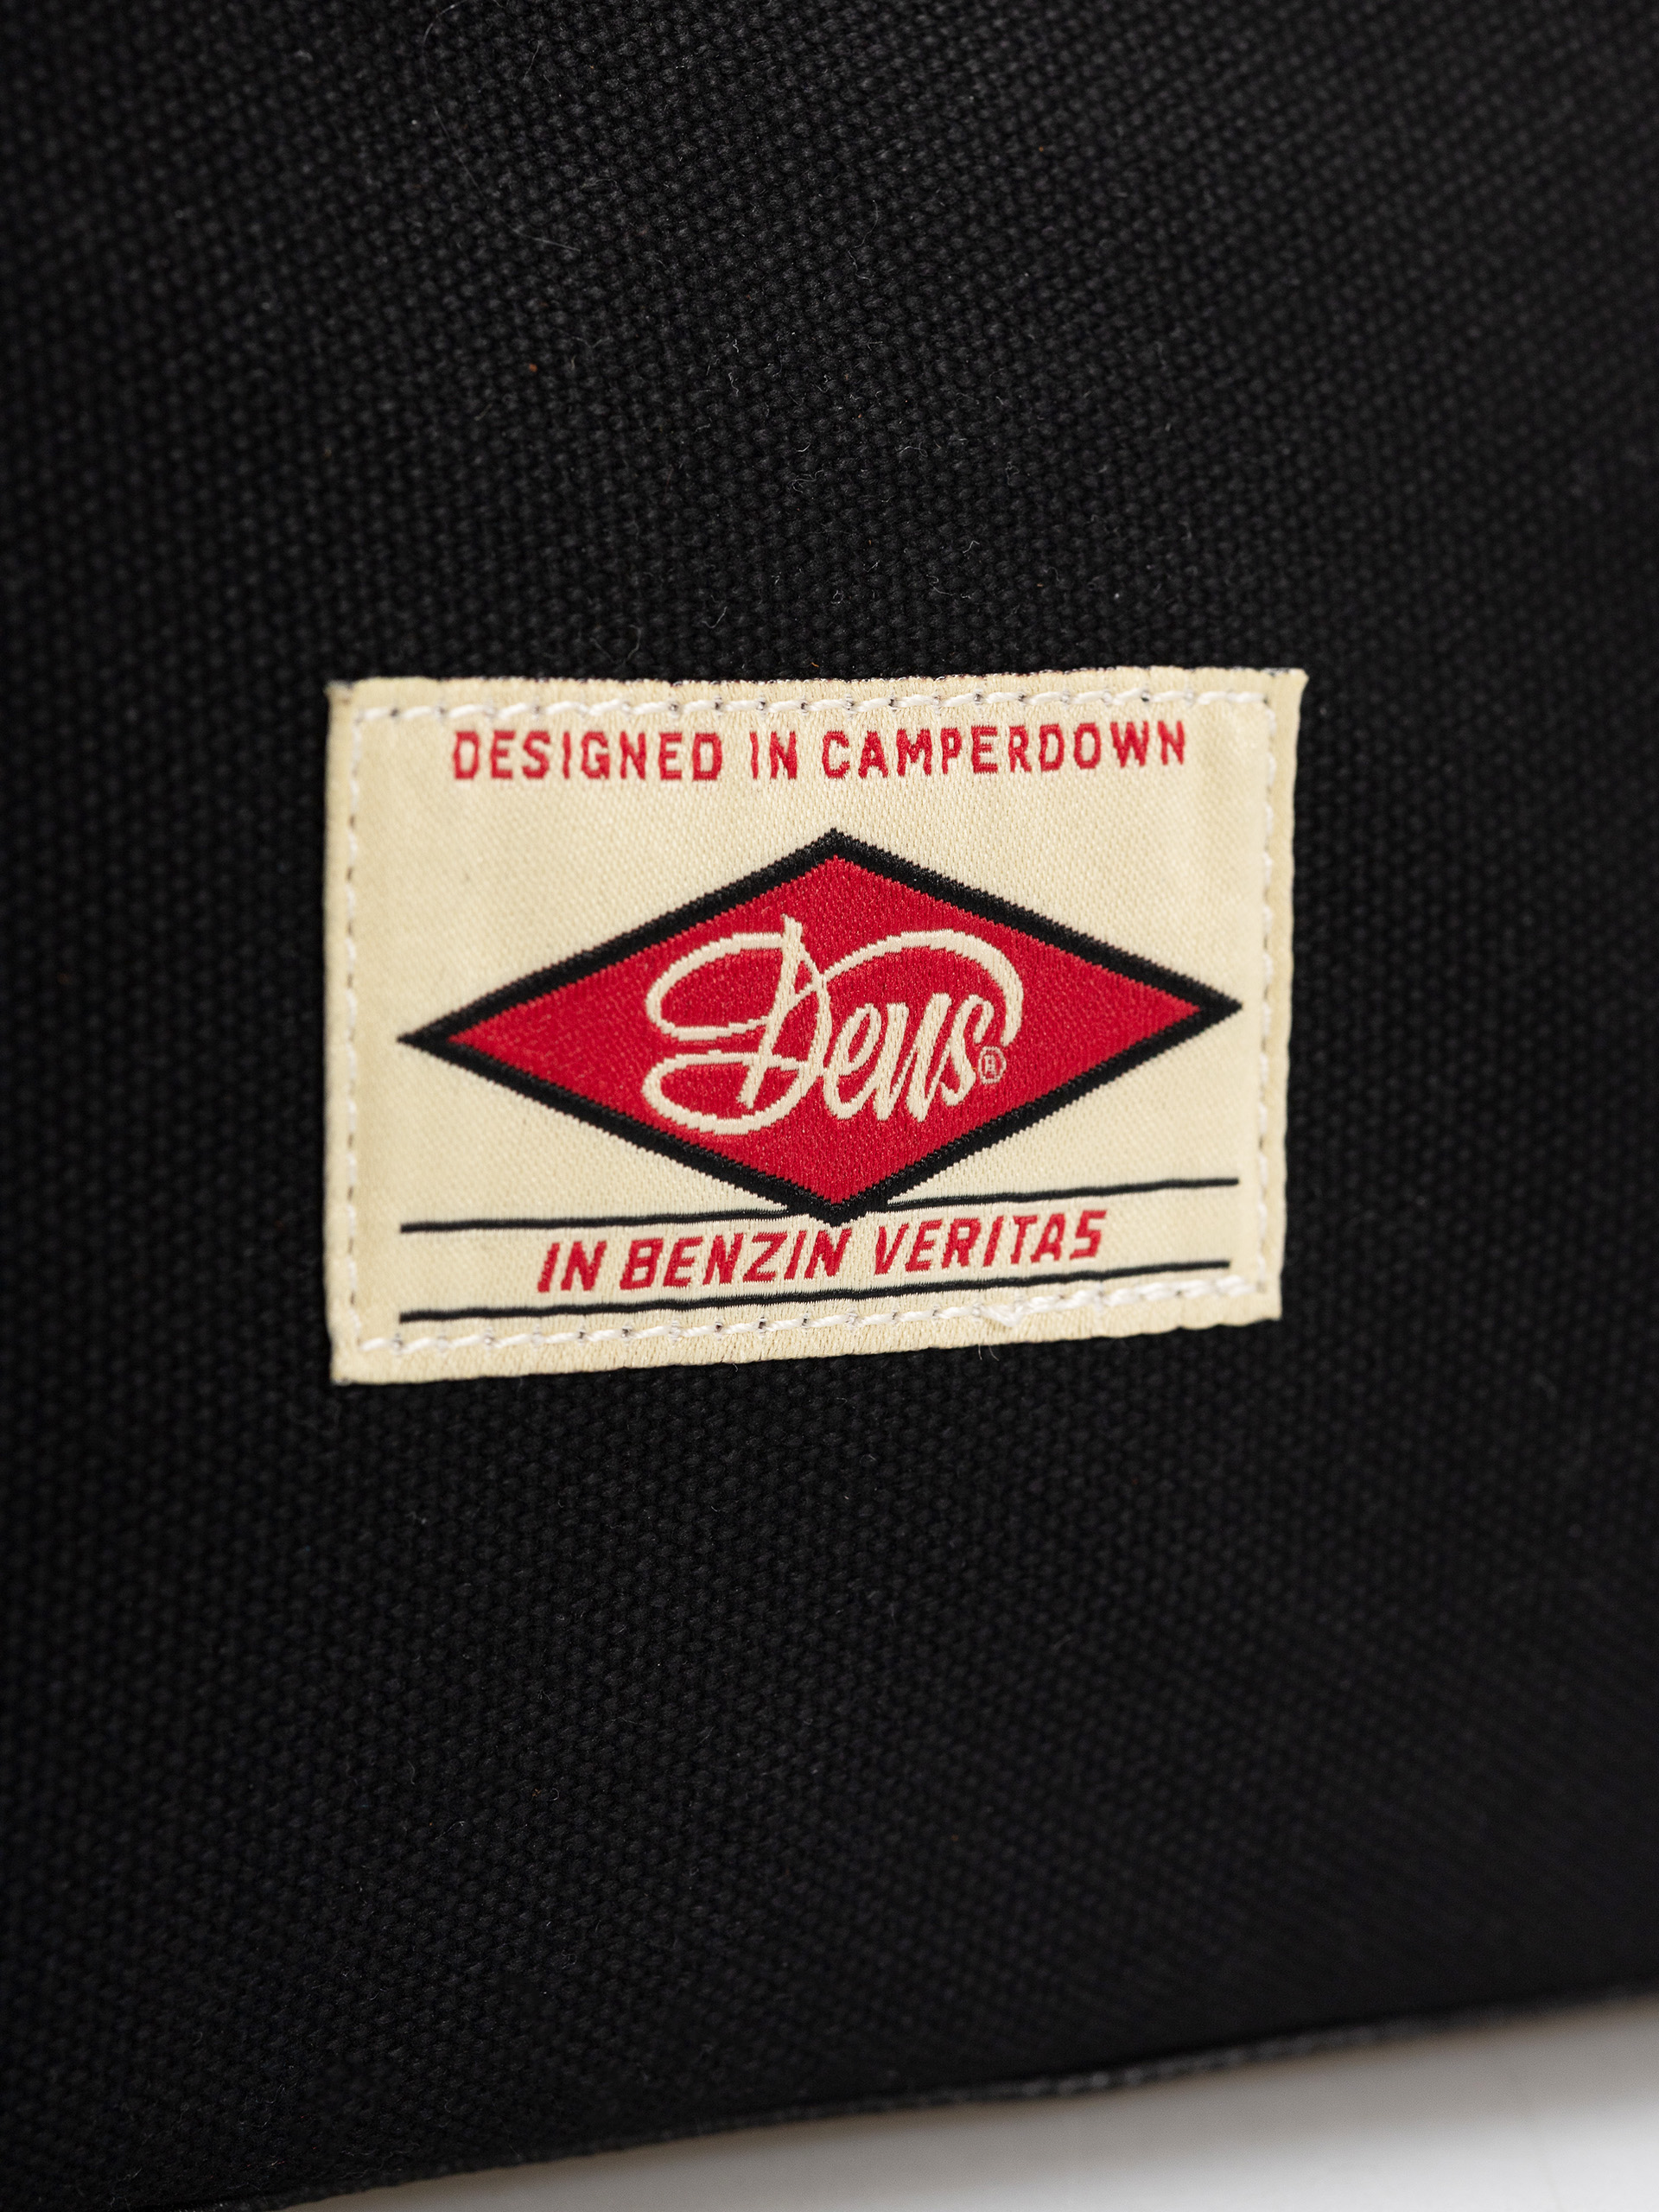 DESIGNED IN CAMPERDOWN
Deus®
IN BENZIN VERITAS